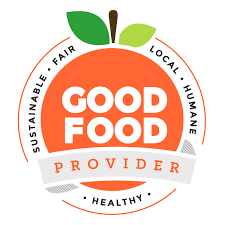 SUSTAINABLE • FAIR
LOCAL • HUMANE
GOOD
FOOD
PROVIDER
• HEALTHY •